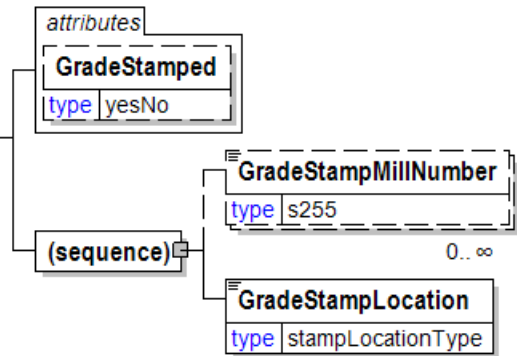 attributes
GradeStamped
type yesNo
GradeStampMillNumber
type s255
(sequence)
0.. ∞
GradeStampLocation
type stampLocationType